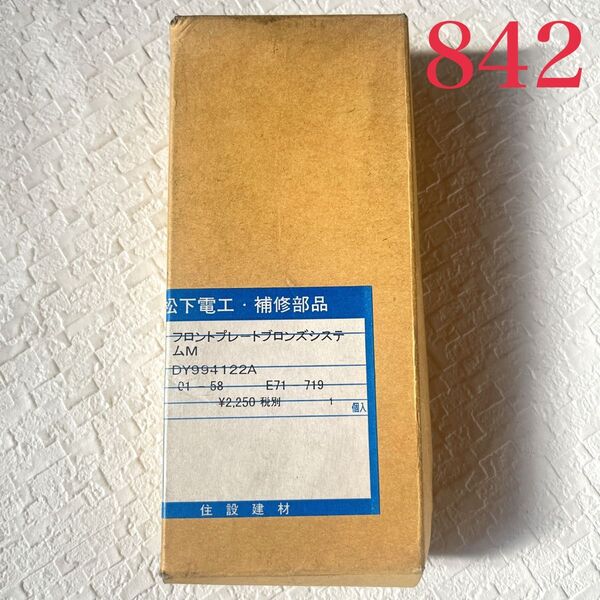 842
松下電工・補修部品
フロントプレートブロンズシステ
ムM
DY994122A
01-58 E71-719
¥2,250 税別 1 個入
住設建材